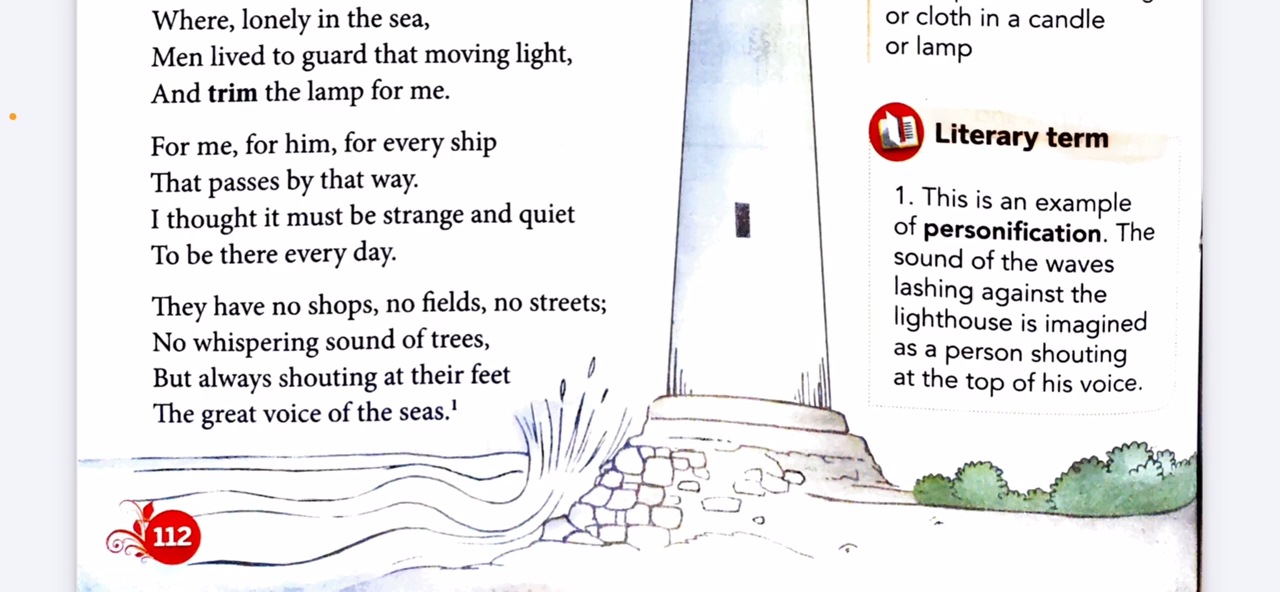 Where, lonely in the sea,
Men lived to guard that moving light,
And trim the lamp for me.
For me, for him, for every ship
That passes by that way.
I thought it must be strange and quiet
To be there every day.
They have no shops, no fields, no streets;
No whispering sound of trees,
But always shouting at their feet
The great voice of the seas.¹
112
or cloth in a candle
or lamp
Literary term
1. This is an example
of personification. The
sound of the waves
lashing against the
lighthouse is imagined
as a person shouting
at the top of his voice.